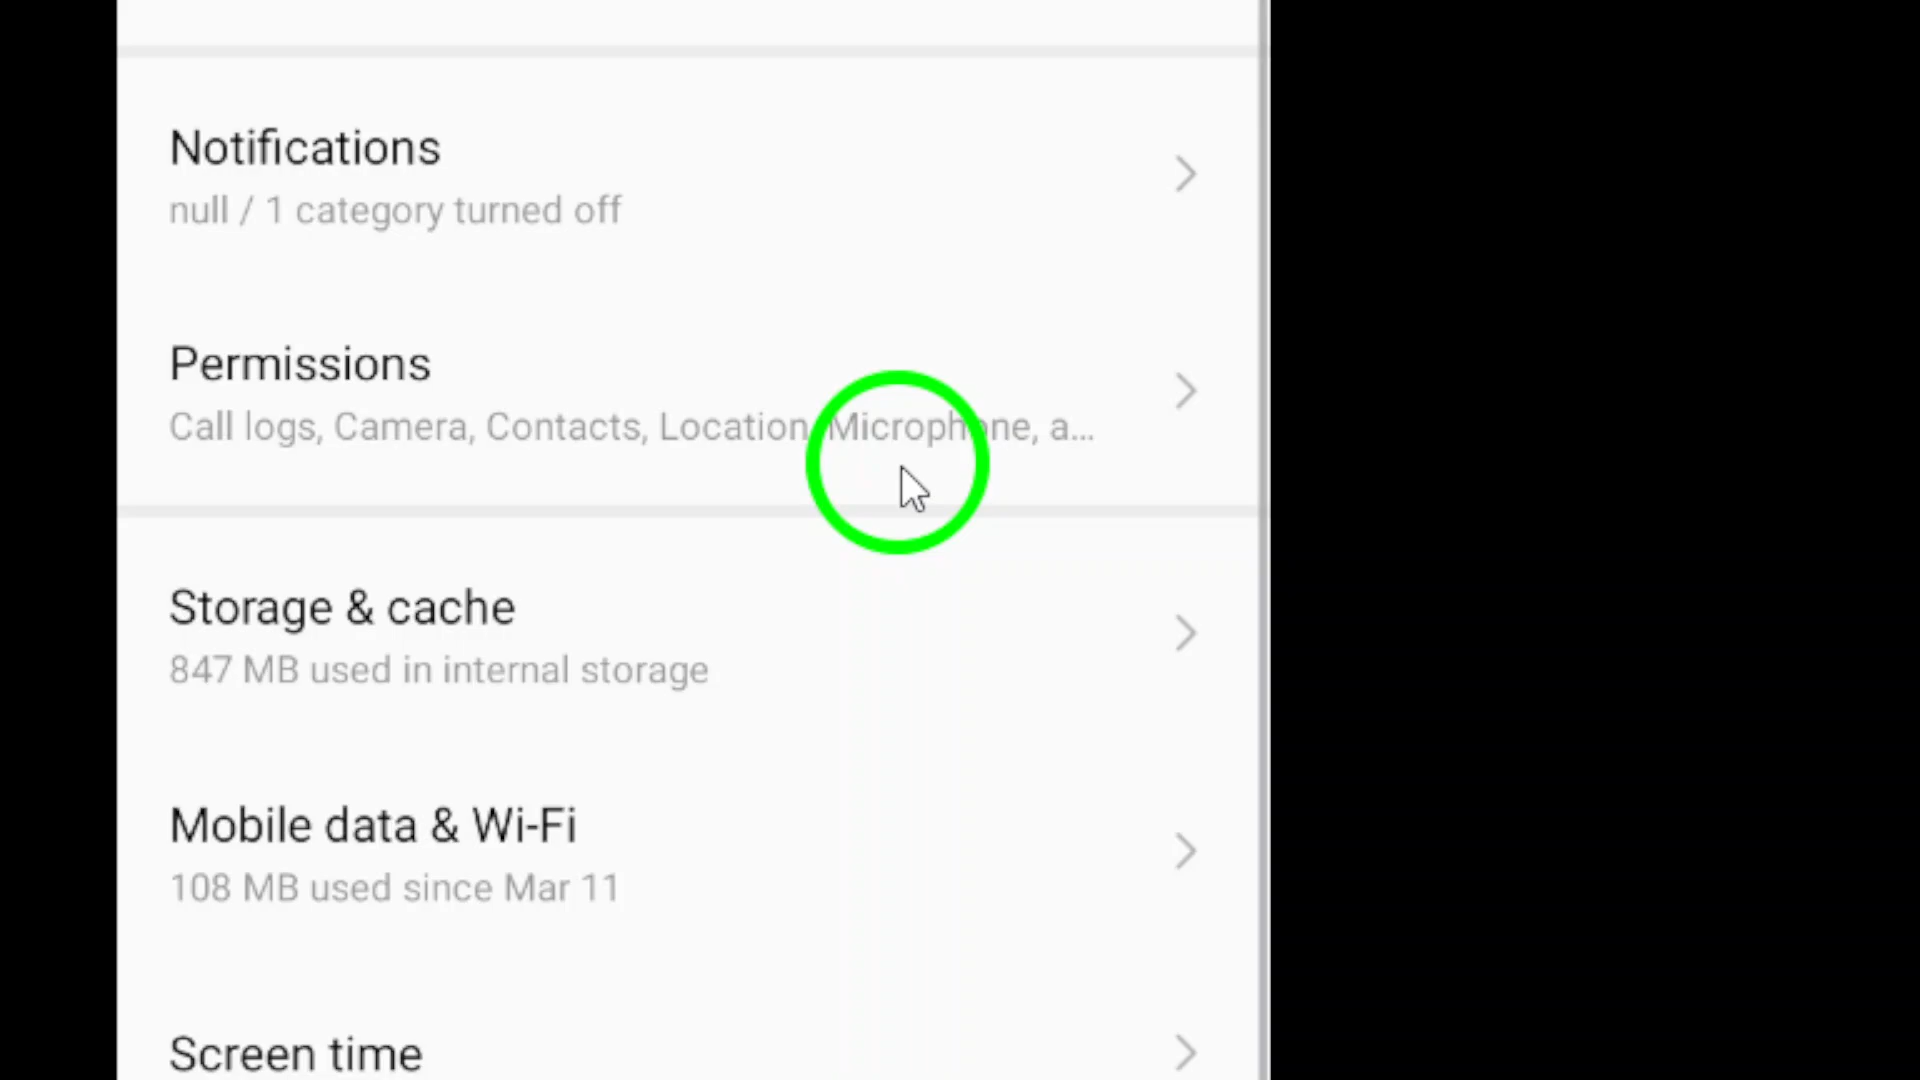 Notifications
null / 1 category turned off
Permissions
Call logs, Camera, Contacts, Location, Microphone, a...
Storage & cache
847 MB used in internal storage
Mobile data & Wi-Fi
108 MB used since Mar 11
Screen time